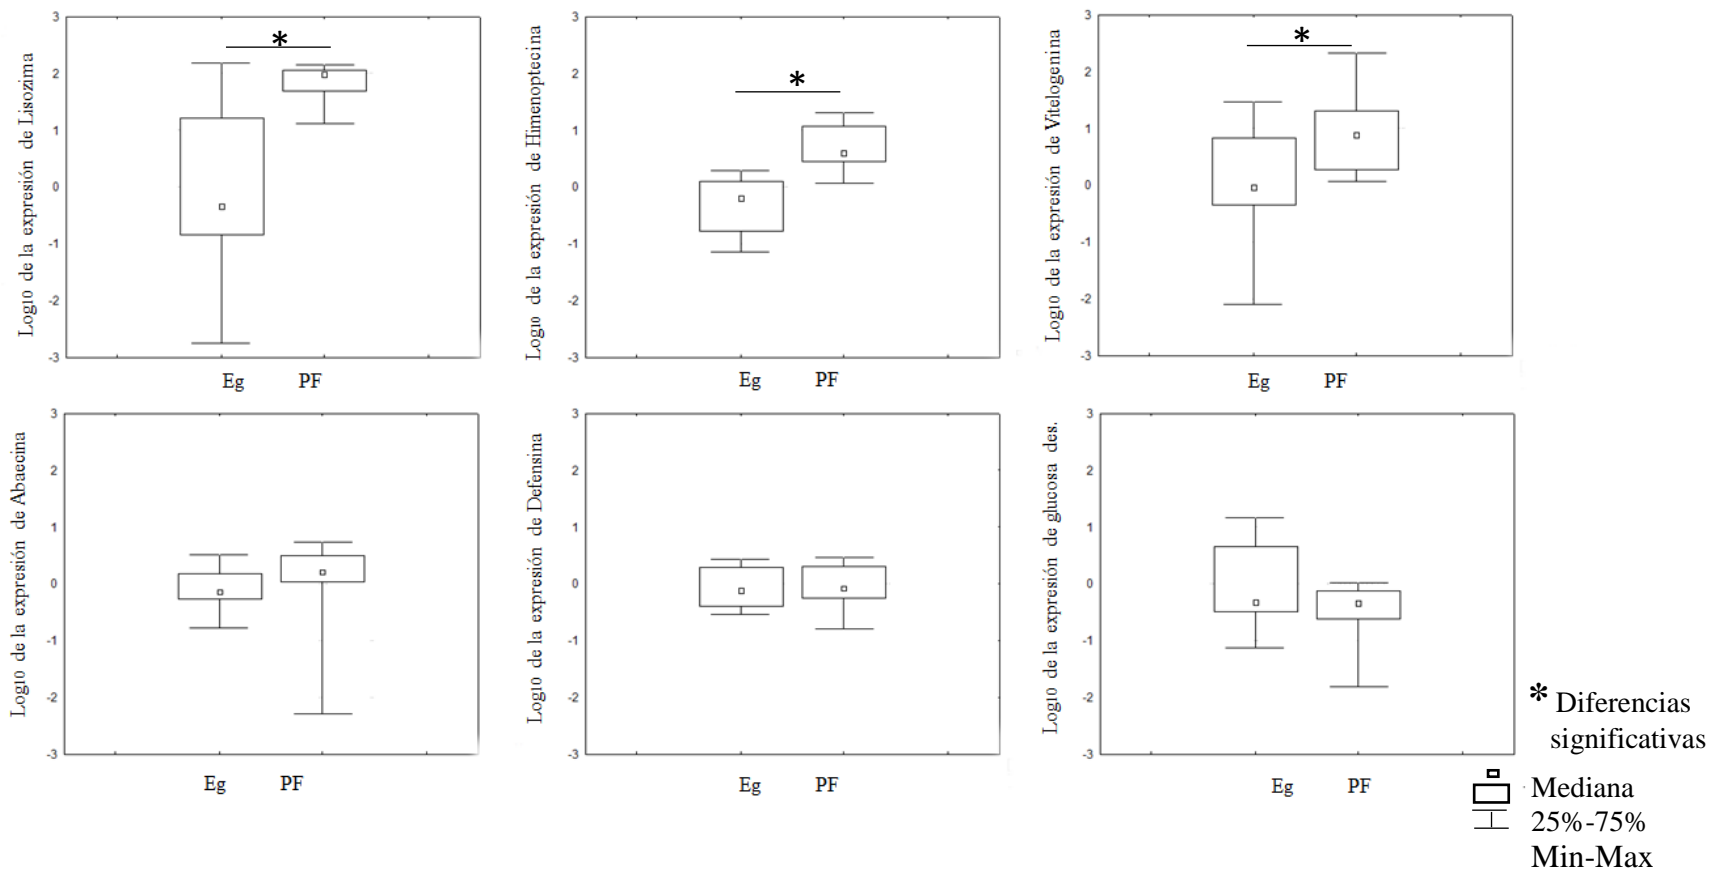 Log10 de la expresión de Lisozima
3
2
1
0
-1
-2
-3
*
Eg PF
Log10 de la expresión de Himenoptecina
3
2
1
0
-1
-2
-3
*
Eg PF
Log10 de la expresión de Vitelogenina
3
2
1
0
-1
-2
-3
*
Eg PF
Log10 de la expresión de Abaecina
3
2
1
0
-1
-2
-3
Eg PF
Log10 de la expresión de Defensina
3
2
1
0
-1
-2
-3
Eg PF
Log10 de la expresión de glucosa des.
3
2
1
0
-1
-2
-3
Eg PF
* Diferencias
significativas
Mediana
25%-75%
Min-Max